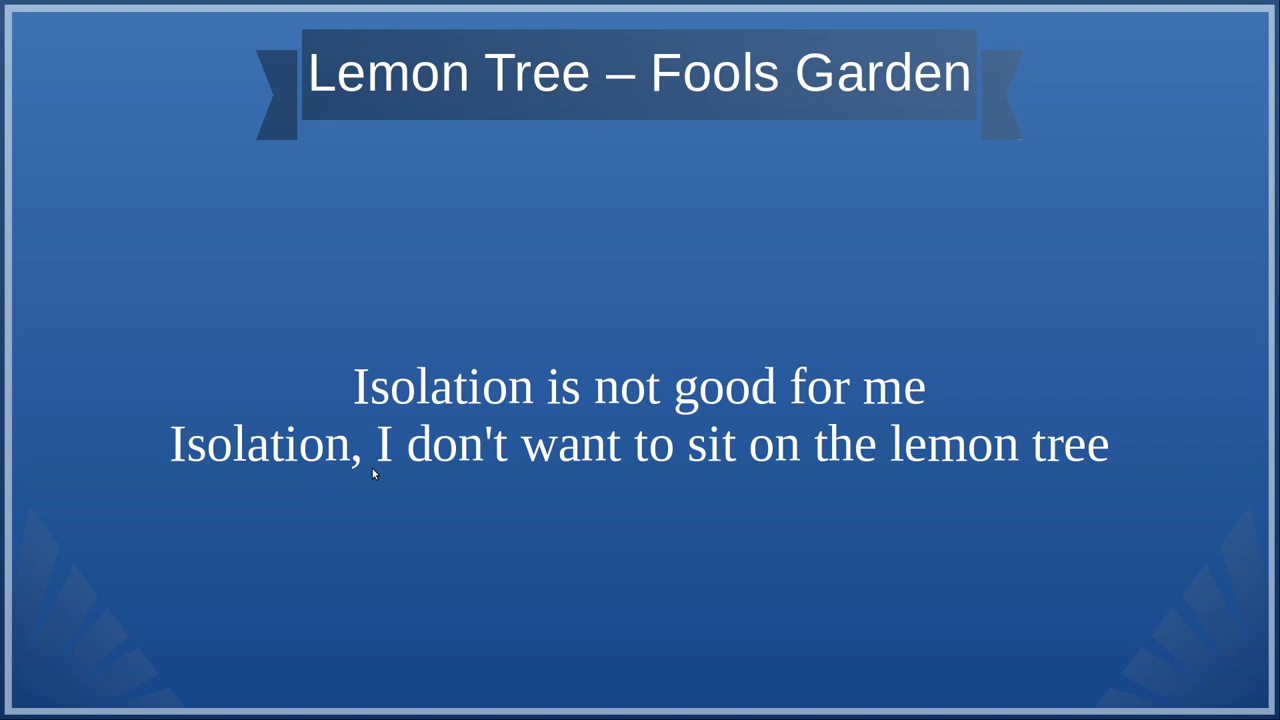 Lemon Tree – Fools Garden
Isolation is not good for me
Isolation, I don't want to sit on the lemon tree